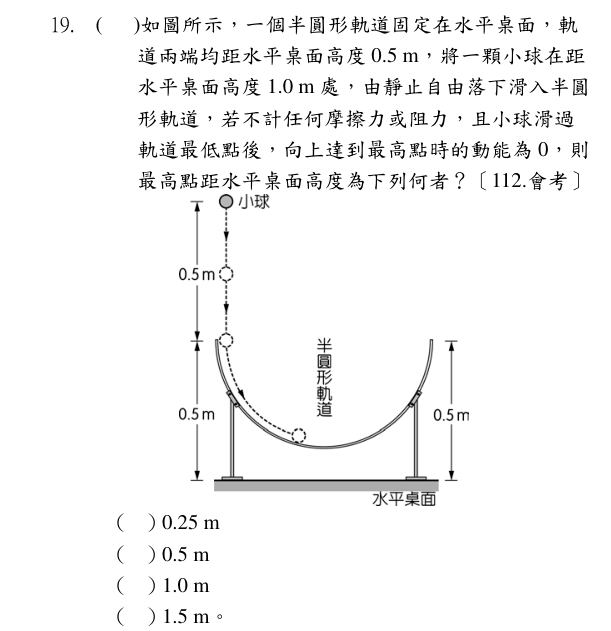 19. (　)如圖所示，一個半圓形軌道固定在水平桌面，軌
道兩端均距水平桌面高度 0.5 m，將一顆小球在距
水平桌面高度 1.0 m 處，由靜止自由落下滑入半圓
形軌道，若不計任何摩擦力或阻力，且小球滑過
軌道最低點後，向上達到最高點時的動能為 0，則
最高點距水平桌面高度為下列何者？〔112.會考〕
小球
0.5 m
半圓形軌道
0.5 m
0.5 m
水平桌面
(　) 0.25 m
(　) 0.5 m
(　) 1.0 m
(　) 1.5 m。